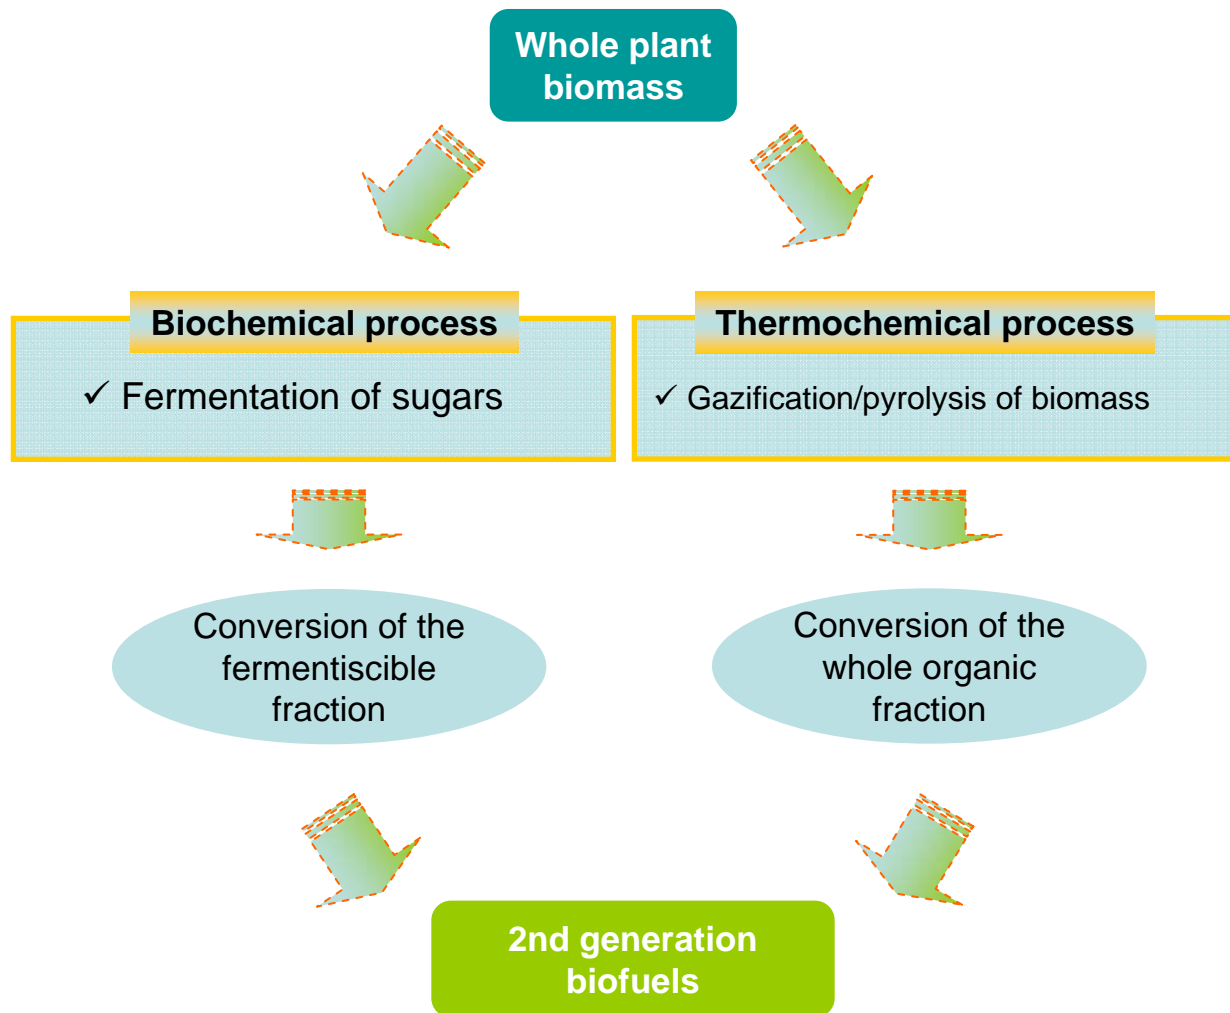 Whole plant
biomass
Biochemical process
✓ Fermentation of sugars
Thermochemical process
✓ Gazification/pyrolysis of biomass
Conversion of the
fermentiscible
fraction
Conversion of the
whole organic
fraction
2nd generation
biofuels